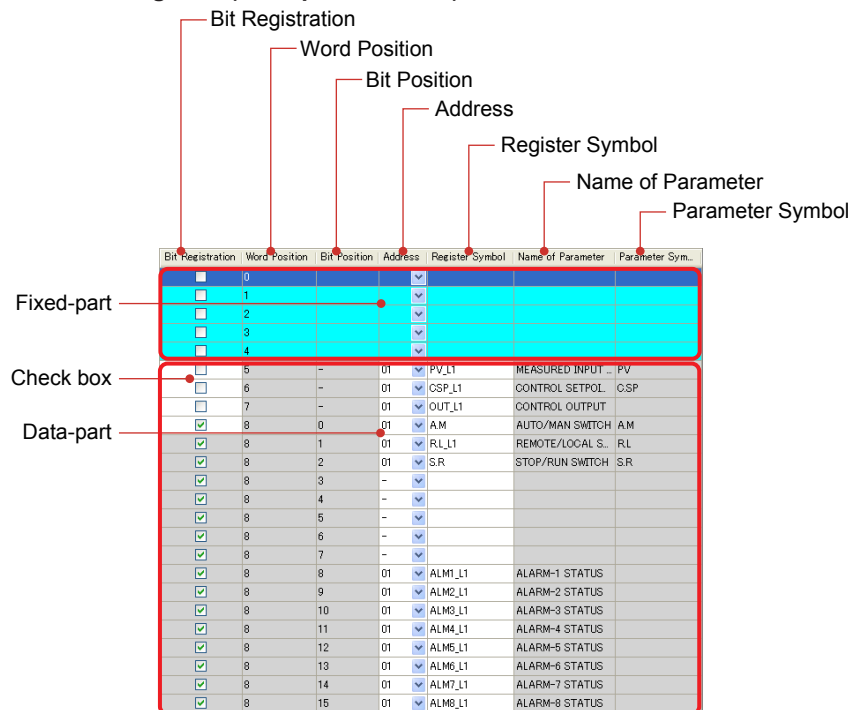 Bit Registration
Word Position
Bit Position
Address
Register Symbol
Name of Parameter
Parameter Symbol
Bit Registration Word Position Bit Position Address Register Symbol Name of Parameter Parameter Sym...
0
Fixed-part 1
2
3
4
Check box 5 - 01 PV_L1 MEASURED INPUT ... PV
6 - 01 CSP_L1 CONTROL SETPOI.. C.SP
7 - 01 OUT_L1 CONTROL OUTPUT
Data-part 8 0 01 A.M AUTO/MAN SWITCH A.M
8 1 01 R.L_L1 REMOTE/LOCAL S... R.L
8 2 01 S.R STOP/RUN SWITCH S.R
8 3 -
8 4 -
8 5 -
8 6 -
8 7 -
8 8 01 ALM1_L1 ALARM-1 STATUS
8 9 01 ALM2_L1 ALARM-2 STATUS
8 10 01 ALM3_L1 ALARM-3 STATUS
8 11 01 ALM4_L1 ALARM-4 STATUS
8 12 01 ALM5_L1 ALARM-5 STATUS
8 13 01 ALM6_L1 ALARM-6 STATUS
8 14 01 ALM7_L1 ALARM-7 STATUS
8 15 01 ALM8_L1 ALARM-8 STATUS